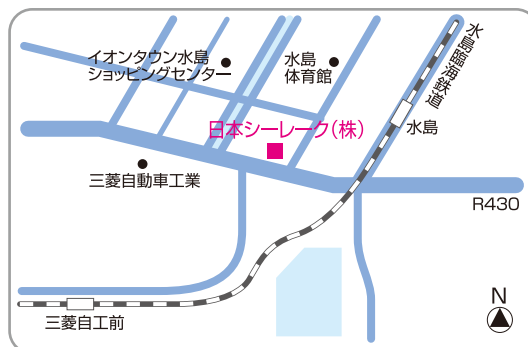 イオンタウン水島
ショッピングセンター
水島
体育館
水島臨海鉄道
日本シーレーク(株)
水島
三菱自動車工業
R430
三菱自工前
N